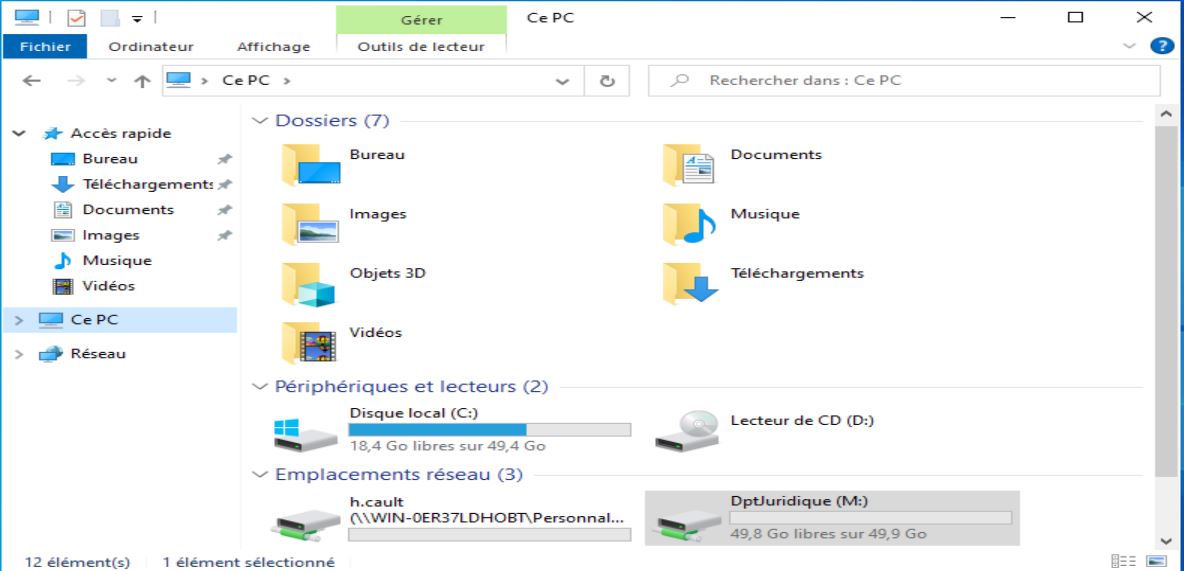 Gérer
Ce PC
Fichier
Ordinateur
Affichage
Outils de lecteur
Ce PC
Rechercher dans : Ce PC
Accès rapide
Bureau
Téléchargements
Documents
Images
Musique
Vidéos
Ce PC
Réseau
Dossiers (7)
Bureau
Documents
Images
Musique
Objets 3D
Téléchargements
Vidéos
Périphériques et lecteurs (2)
Disque local (C:)
18,4 Go libres sur 49,4 Go
Lecteur de CD (D:)
Emplacements réseau (3)
h.cault
(\\WIN-0ER37LDHOBT\Personnal...
DptJuridique (M:)
49,8 Go libres sur 49,9 Go
12 élément(s)
1 élément sélectionné